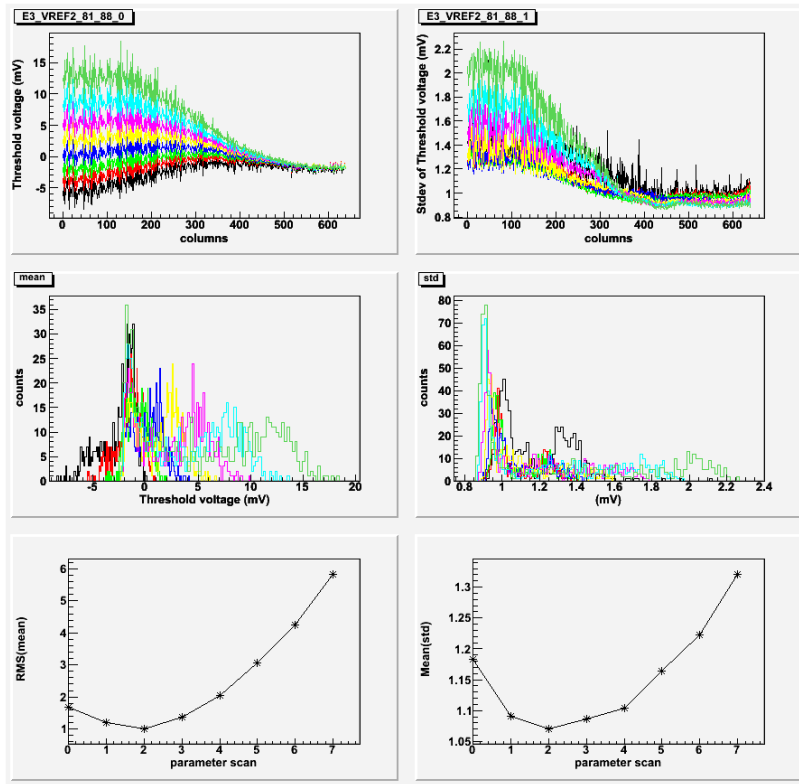 E3_VREF2_81_88_0
Threshold voltage (mV)
15
10
5
0
-5
0 100 200 300 400 500 600
columns
E3_VREF2_81_88_1
Stdev of Threshold voltage (mV)
2.2
2
1.8
1.6
1.4
1.2
1
0.8
0 100 200 300 400 500 600
columns
mean
counts
35
30
25
20
15
10
5
0
-5 0 5 10 15 20
Threshold voltage (mV)
std
counts
80
70
60
50
40
30
20
10
0
0.8 1 1.2 1.4 1.6 1.8 2 2.2 2.4
(mV)
RMS(mean)
6
5
4
3
2
1
0 1 2 3 4 5 6 7
parameter scan
Mean(std)
1.3
1.25
1.2
1.15
1.1
1.05
0 1 2 3 4 5 6 7
parameter scan